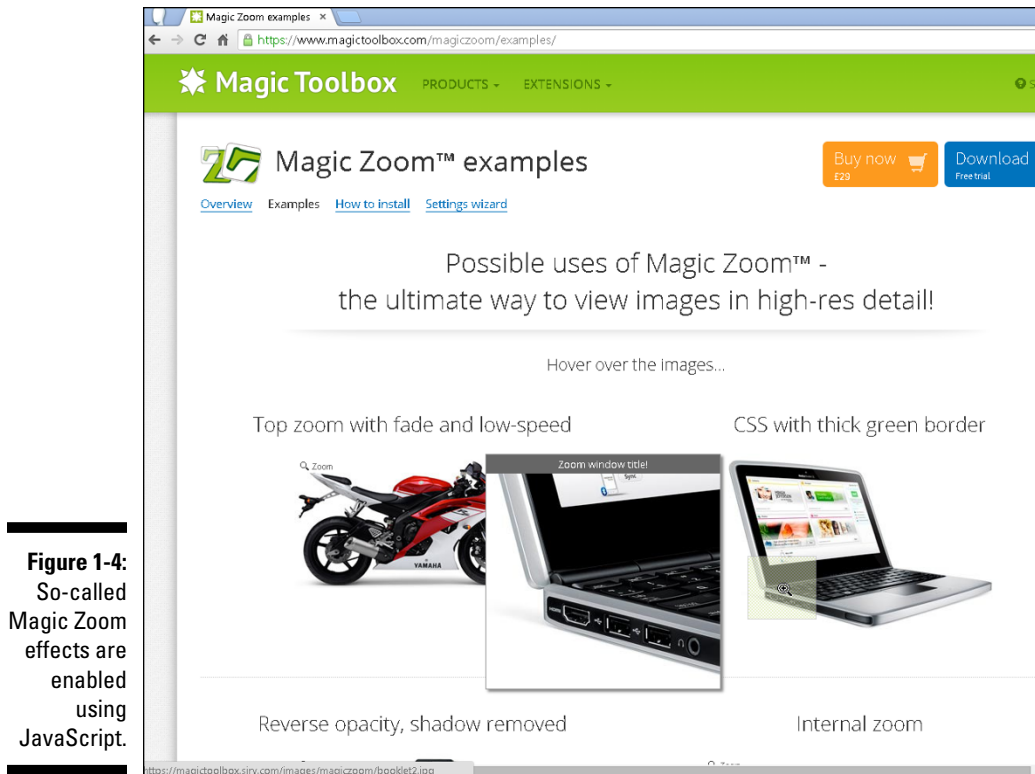 Magic Zoom examples ×
https://www.magictoolbox.com/magiczoom/examples/
Magic Toolbox PRODUCTS EXTENSIONS
Magic Zoom™ examples
Buy now
£29
Download
Free trial
Overview Examples How to install Settings wizard
Possible uses of Magic Zoom™ -
the ultimate way to view images in high-res detail!
Hover over the images...
Top zoom with fade and low-speed
CSS with thick green border
Zoom
YAMAHA
Zoom window title!
Sync
HDMI
Reverse opacity, shadow removed
Internal zoom
Zoom
https://magictoolbox.sirv.com/images/magiczoom/booklet2.jpg
Figure 1-4:
So-called
Magic Zoom
effects are
enabled
using
JavaScript.